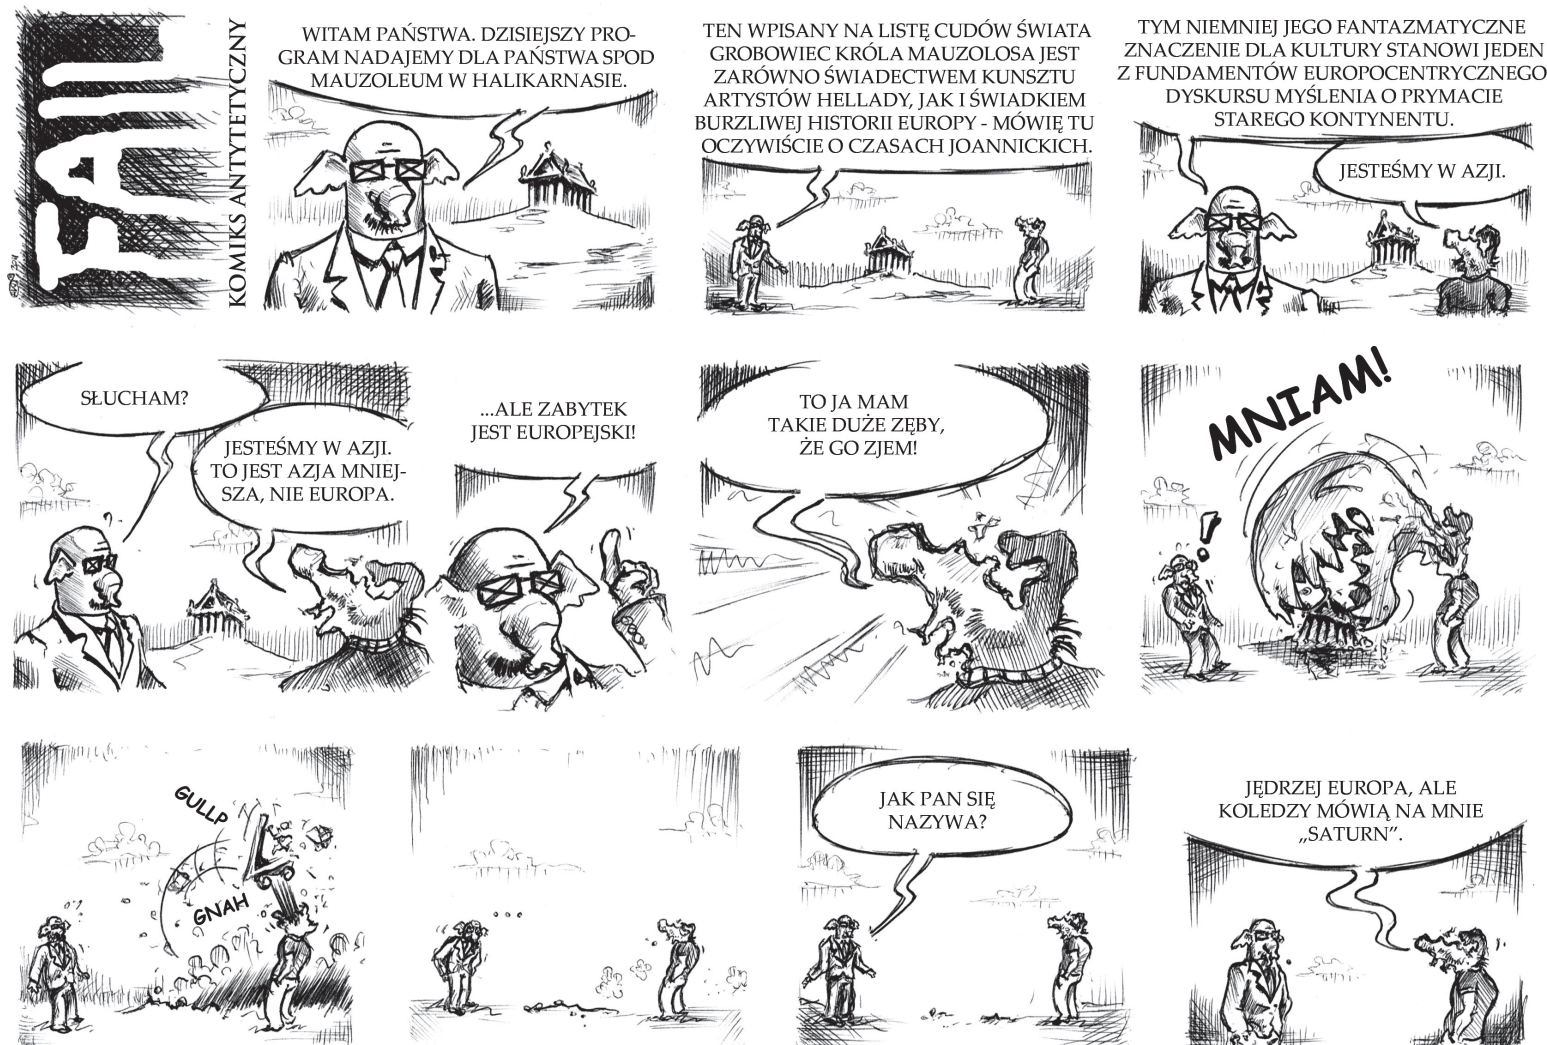 FAIL
KOMIKS ANTYTETYCZNY
WITAM PAŃSTWA. DZISIEJSZY PRO-
GRAM NADAJEMY DLA PAŃSTWA SPOD
MAUZOLEUM W HALIKARNASIE.
TEN WPISANY NA LISTĘ CUDÓW ŚWIATA
GROBOWIEC KRÓLA MAUZOLOSA JEST
ZARÓWNO ŚWIADECTWEM KUNSZTU
ARTYSTÓW HELLADY, JAK I ŚWIADKIEM
BURZLIWEJ HISTORII EUROPY - MÓWIĘ TU
OCZYWIŚCIE O CZASACH JOANNICKICH.
TYM NIEMNIEJ JEGO FANTAZMATYCZNE
ZNACZENIE DLA KULTURY STANOWI JEDEN
Z FUNDAMENTÓW EUROPOCENTRYCZNEGO
DYSKURSU MYŚLENIA O PRYMACIE
STAREGO KONTYNENTU.
JESTEŚMY W AZJI.
SŁUCHAM?
JESTEŚMY W AZJI.
TO JEST AZJA MNIEJ-
SZA, NIE EUROPA.
...ALE ZABYTEK
JEST EUROPEJSKI!
TO JA MAM
TAKIE DUŻE ZĘBY,
ŻE GO ZJEM!
MNIAM!
!
GULLP
GNAH
...
JAK PAN SIĘ
NAZYWA?
JĘDRZEJ EUROPA, ALE
KOLEDZY MÓWIĄ NA MNIE
„SATURN”.